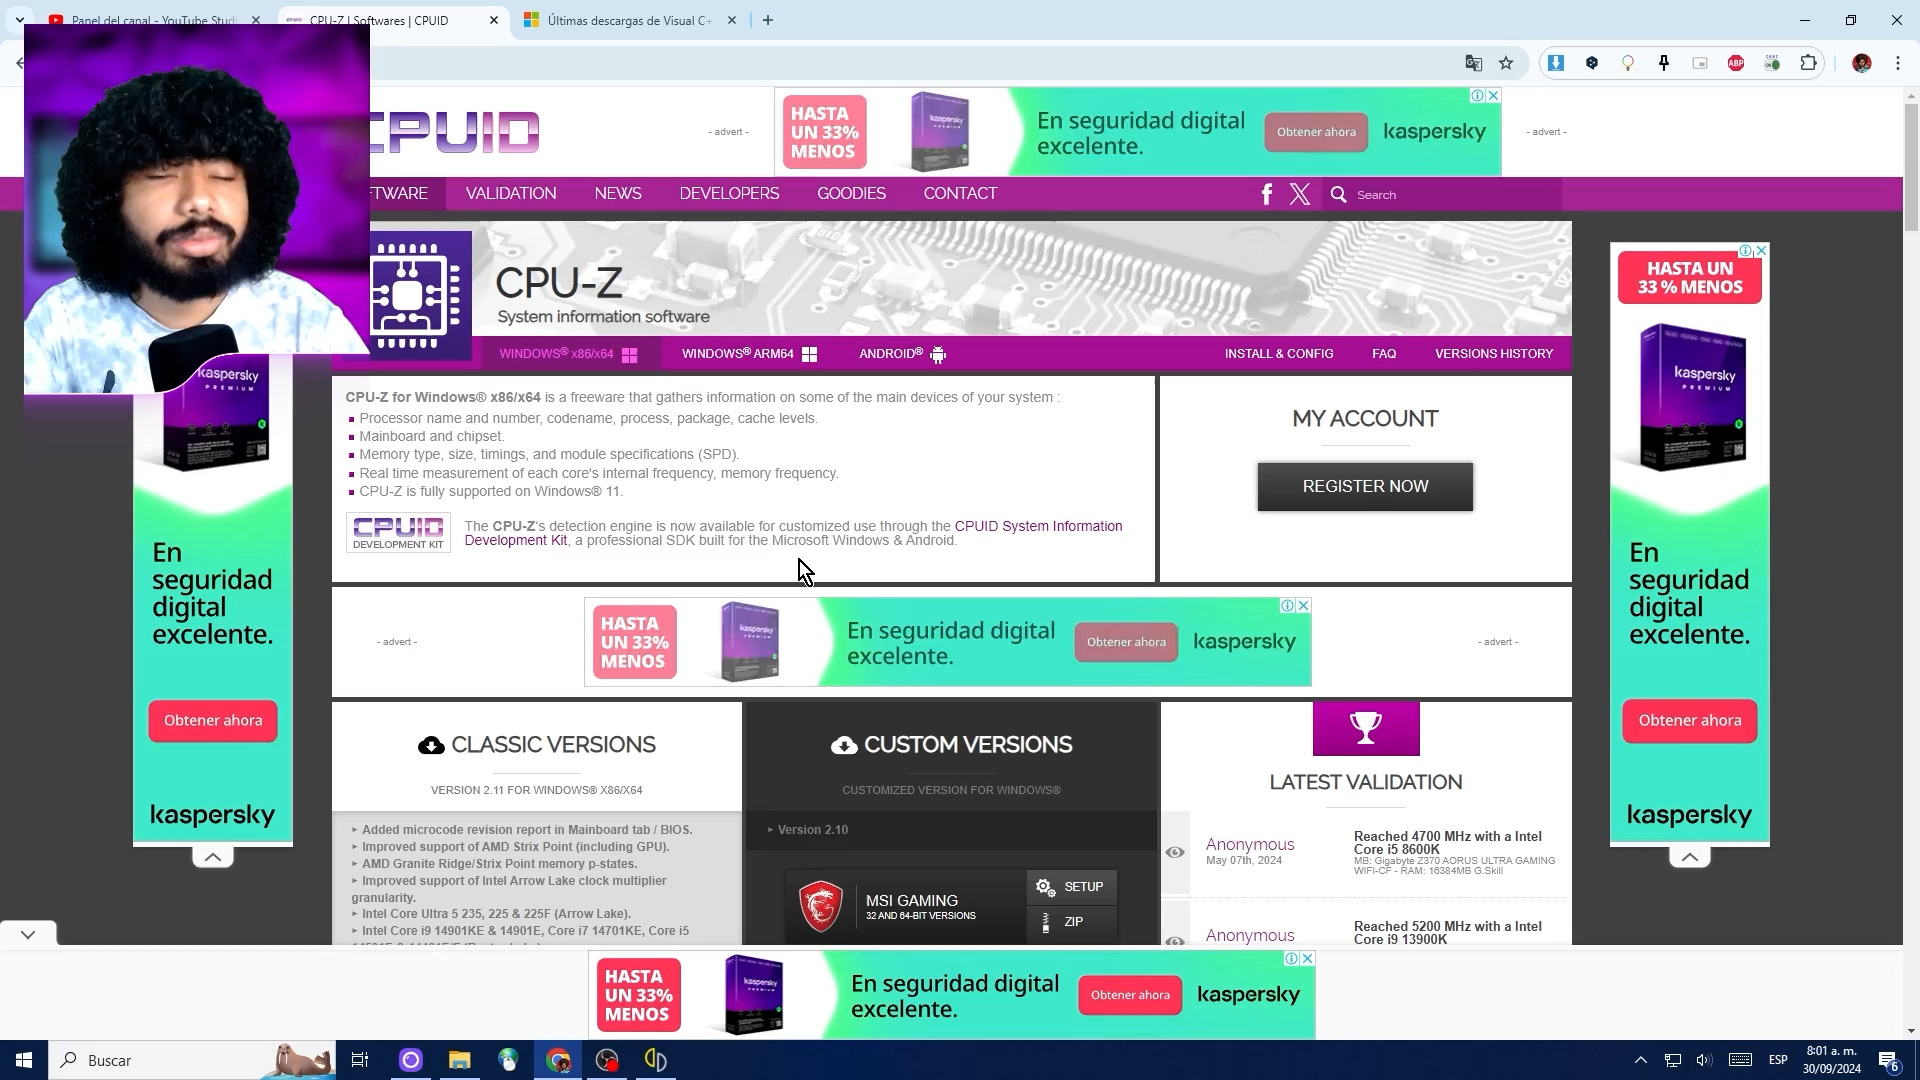 Panel del canal - YouTube Studi
CPU-Z | Softwares | CPUID
Últimas descargas de Visual C+
ABP
CPUID
- advert -
HASTA
UN 33%
MENOS
kaspersky
En seguridad digital
excelente.
Obtener ahora
kaspersky
- advert -
FTWARE
VALIDATION
NEWS
DEVELOPERS
GOODIES
CONTACT
Search
CPU-Z
System information software
WINDOWS® x86/x64
WINDOWS® ARM64
ANDROID®
INSTALL & CONFIG
FAQ
VERSIONS HISTORY
CPU-Z for Windows® x86/x64 is a freeware that gathers information on some of the main devices of your system :
Processor name and number, codename, process, package, cache levels.
Mainboard and chipset.
Memory type, size, timings, and module specifications (SPD).
Real time measurement of each core's internal frequency, memory frequency.
CPU-Z is fully supported on Windows® 11.
CPUID
DEVELOPMENT KIT
The CPU-Z's detection engine is now available for customized use through the CPUID System Information
Development Kit, a professional SDK built for the Microsoft Windows & Android.
MY ACCOUNT
REGISTER NOW
kaspersky
PREMIUM
En
seguridad
digital
excelente.
Obtener ahora
kaspersky
HASTA UN
33 % MENOS
kaspersky
PREMIUM
En
seguridad
digital
excelente.
Obtener ahora
kaspersky
- advert -
HASTA
UN 33%
MENOS
kaspersky
En seguridad digital
excelente.
Obtener ahora
kaspersky
- advert -
CLASSIC VERSIONS
VERSION 2.11 FOR WINDOWS® X86/X64
Added microcode revision report in Mainboard tab / BIOS.
Improved support of AMD Strix Point (including GPU).
AMD Granite Ridge/Strix Point memory p-states.
Improved support of Intel Arrow Lake clock multiplier
granularity.
Intel Core Ultra 5 235, 225 & 225F (Arrow Lake).
Intel Core i9 14901KE & 14901E, Core i7 14701KE, Core i5
CUSTOM VERSIONS
CUSTOMIZED VERSION FOR WINDOWS®
Version 2.10
MSI GAMING
32 AND 64-BIT VERSIONS
SETUP
ZIP
LATEST VALIDATION
Anonymous
May 07th, 2024
Reached 4700 MHz with a Intel
Core i5 8600K
MB: Gigabyte Z370 AORUS ULTRA GAMING
WIFI-CF - RAM: 16384MB G.Skill
Anonymous
Reached 5200 MHz with a Intel
Core i9 13900K
HASTA
UN 33%
MENOS
kaspersky
En seguridad digital
excelente.
Obtener ahora
kaspersky
Buscar
ESP
8:01 a. m.
30/09/2024
6